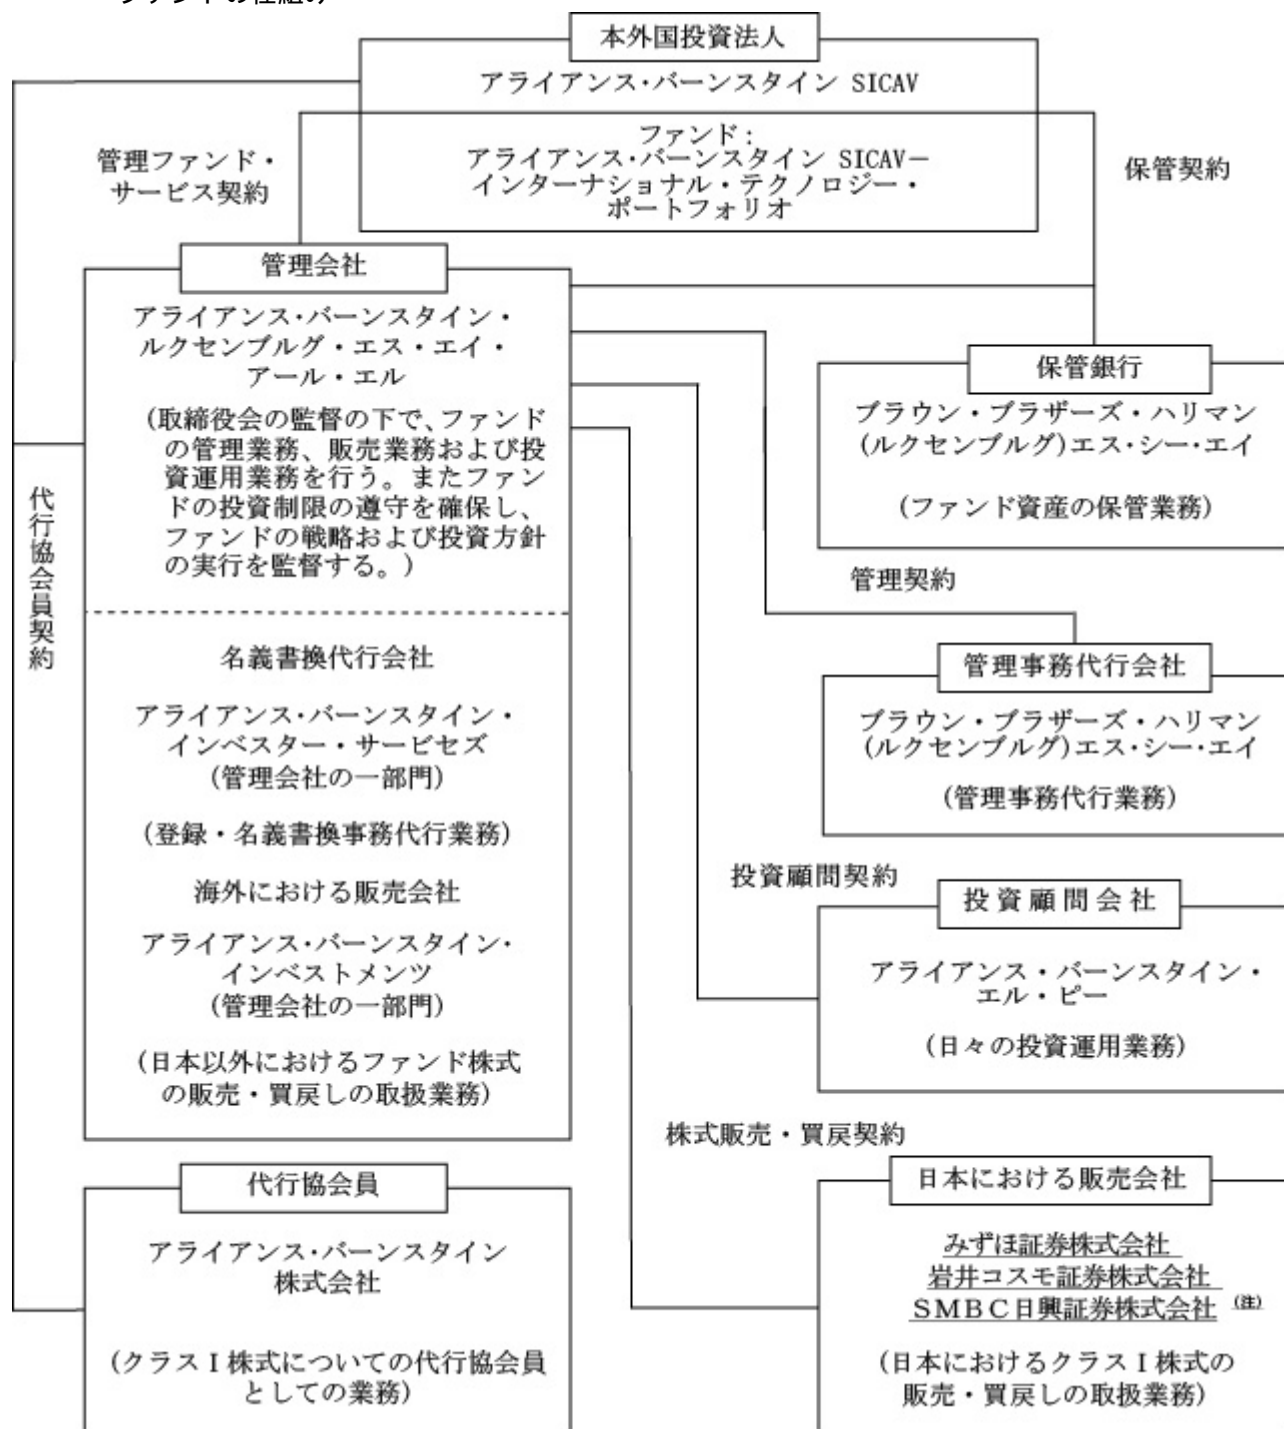 ファンドの仕組み
本外国投資法人
アライアンス・バーンスタイン SICAV
ファンド：
アライアンス・バーンスタイン SICAV－
インターナショナル・テクノロジー・
ポートフォリオ
管理ファンド・
サービス契約
保管契約
管理会社
アライアンス・バーンスタイン・
ルクセンブルグ・エス・エイ・
アール・エル
(取締役会の監督の下で、ファンド
の管理業務、販売業務および投
資運用業務を行う。またファン
ドの投資制限の遵守を確保し、
ファンドの戦略および投資方針
の実行を監督する。)
名義書換代行会社
アライアンス・バーンスタイン・
インベスター・サービセズ
(管理会社の一部門)
(登録・名義書換事務代行業務)
海外における販売会社
アライアンス・バーンスタイン・
インベストメンツ
(管理会社の一部門)
(日本以外におけるファンド株式
の販売・買戻しの取扱業務)
代行協会員契約
代行協会員
アライアンス・バーンスタイン
株式会社
(クラスＩ株式についての代行協会員
としての業務)
保管銀行
ブラウン・ブラザーズ・ハリマン
(ルクセンブルグ)エス・シー・エイ
(ファンド資産の保管業務)
管理契約
管理事務代行会社
ブラウン・ブラザーズ・ハリマン
(ルクセンブルグ)エス・シー・エイ
(管理事務代行業務)
投資顧問契約
投資顧問会社
アライアンス・バーンスタイン・
エル・ピー
(日々の投資運用業務)
株式販売・買戻契約
日本における販売会社
みずほ証券株式会社
岩井コスモ証券株式会社
ＳＭＢＣ日興証券株式会社 (注)
(日本におけるクラスＩ株式の
販売・買戻しの取扱業務)